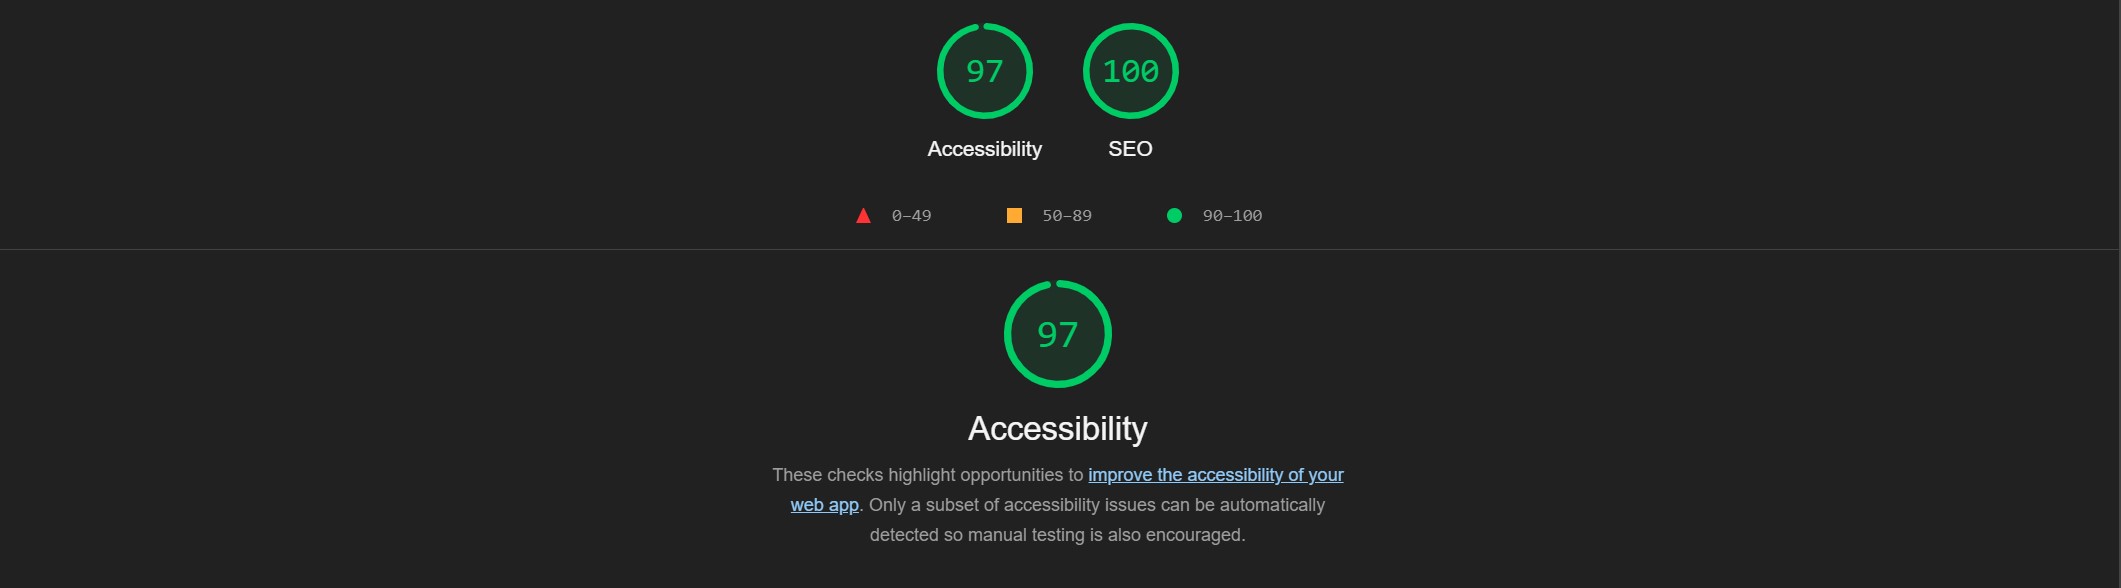 97
100
Accessibility
SEO
0–49
50–89
90–100
97
Accessibility
These checks highlight opportunities to improve the accessibility of your
web app. Only a subset of accessibility issues can be automatically
detected so manual testing is also encouraged.